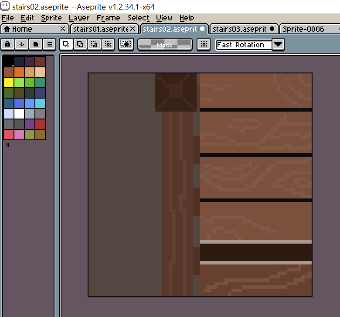 stairs02.aseprite - Aseprite v1.2.34.1-x64
File Edit Sprite Layer Frame Select View Help
Home stairs01.aseprite stairs02.aseprite stairs03.aseprite Sprite-0006
Fast Rotation